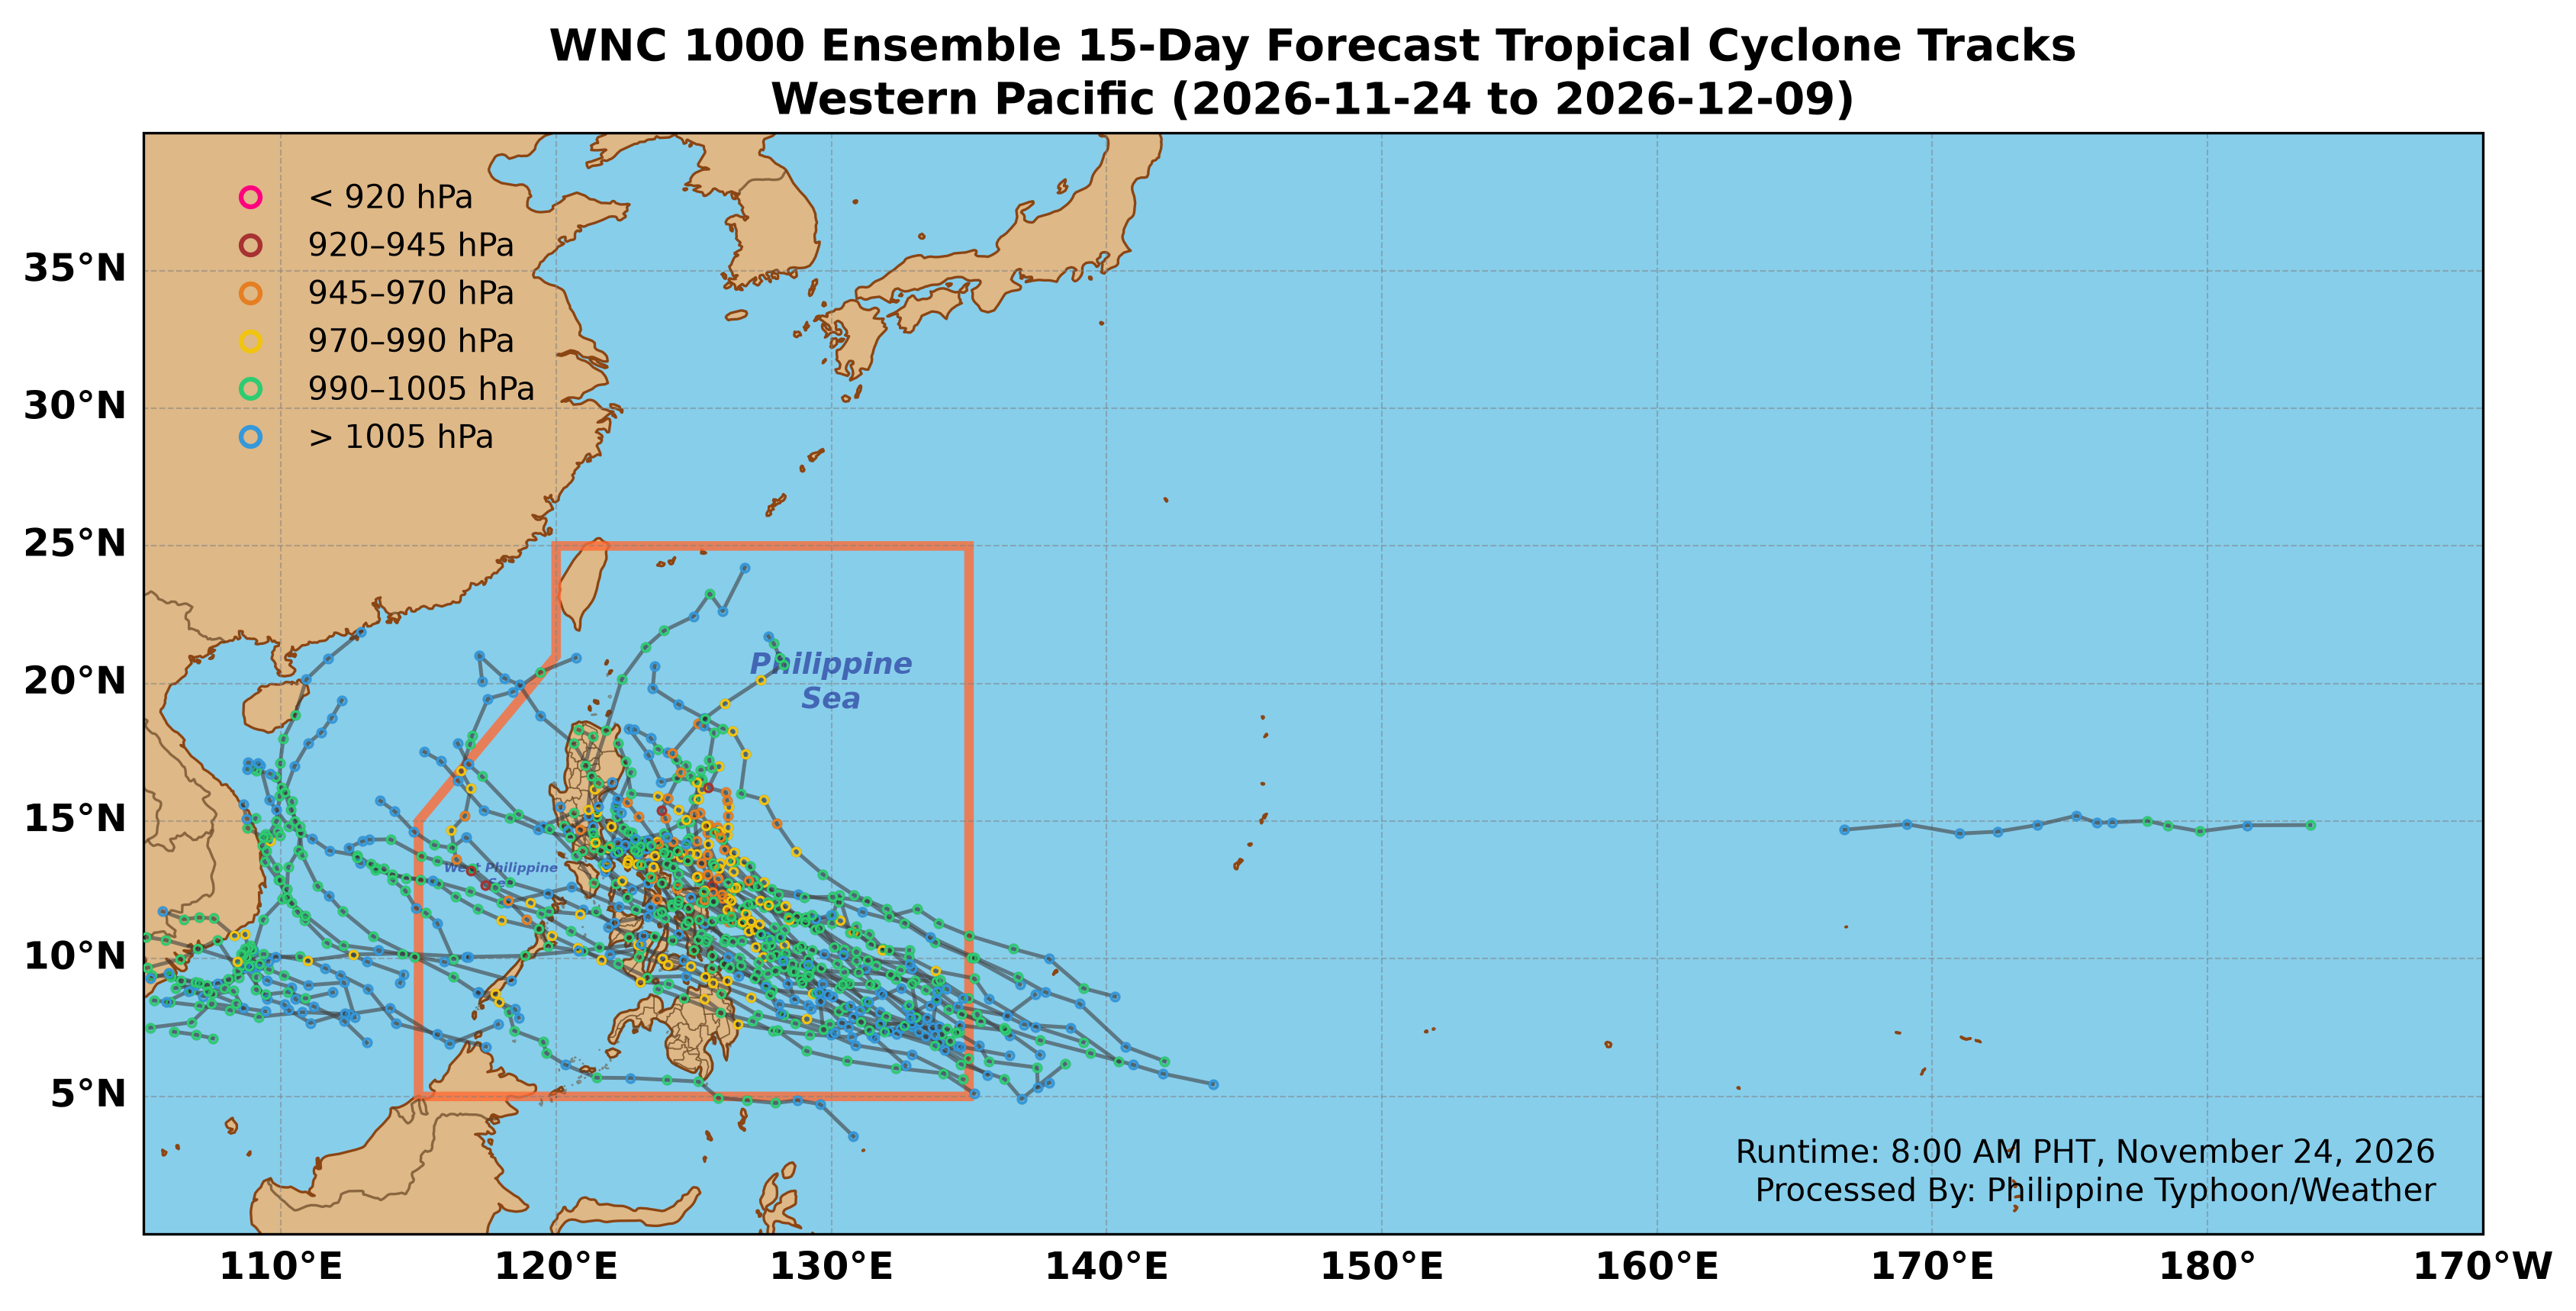 WNC 1000 Ensemble 15-Day Forecast Tropical Cyclone Tracks
Western Pacific (2026-11-24 to 2026-12-09)
< 920 hPa
920–945 hPa
945–970 hPa
970–990 hPa
990–1005 hPa
> 1005 hPa
35°N
30°N
25°N
20°N
15°N
10°N
5°N
Philippine
Sea
West Philippine
Sea
Runtime: 8:00 AM PHT, November 24, 2026
Processed By: Philippine Typhoon/Weather
110°E 120°E 130°E 140°E 150°E 160°E 170°E 180° 170°W